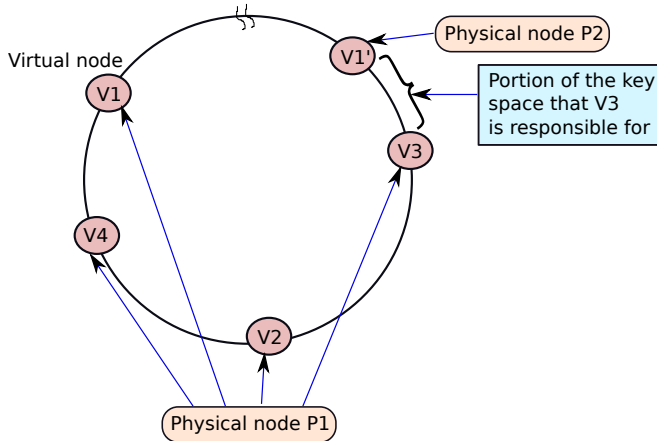 Physical node P2
V1'
Virtual node
Portion of the key
space that V3
is responsible for
V1
V3
V4
V2
Physical node P1